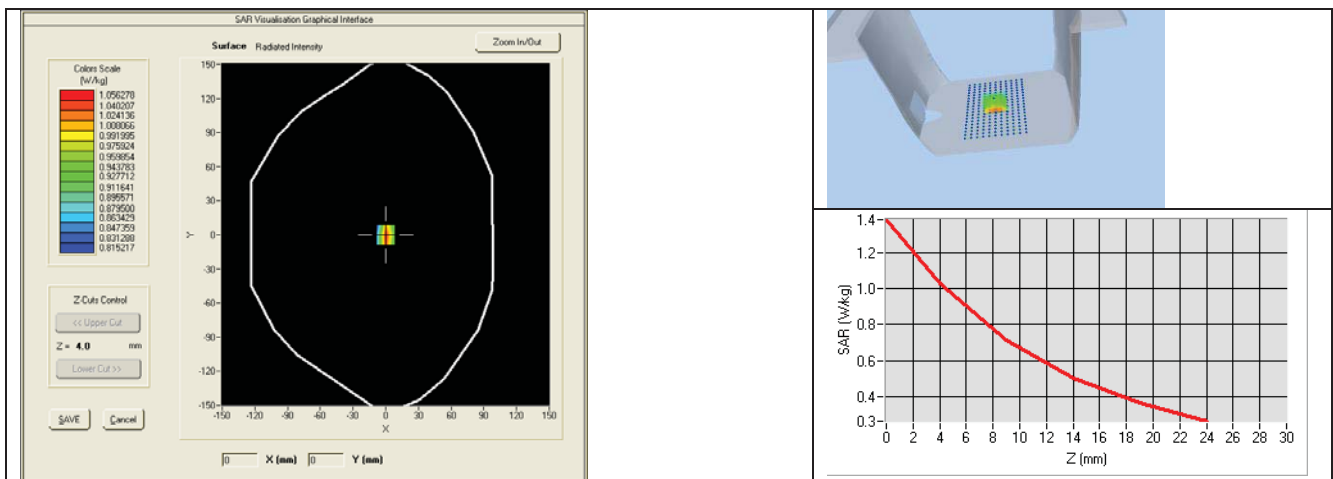 SAR Visualisation Graphical Interface
Surface Radiated Intensity
Zoom In/Out
Colors Scale
(W/kg)
1.056278
1.040207
1.024136
1.008066
0.991995
0.975924
0.959854
0.943783
0.927712
0.911641
0.895571
0.879500
0.863429
0.847359
0.831288
0.815217
Z-Cuts Control
<< Upper Cut
Z = 4.0 mm
Lower Cut >>
SAVE Cancel
150
120
90
60
30
0
-30
-60
-90
-120
-150
Y
-150 -120 -90 -60 -30 0 30 60 90 120 150
X
0 X (mm) 0 Y (mm)
1.4
1.2
1.0
0.8
0.6
0.4
0.3
SAR (W/kg)
0 2 4 6 8 10 12 14 16 18 20 22 24 26 28 30
Z (mm)